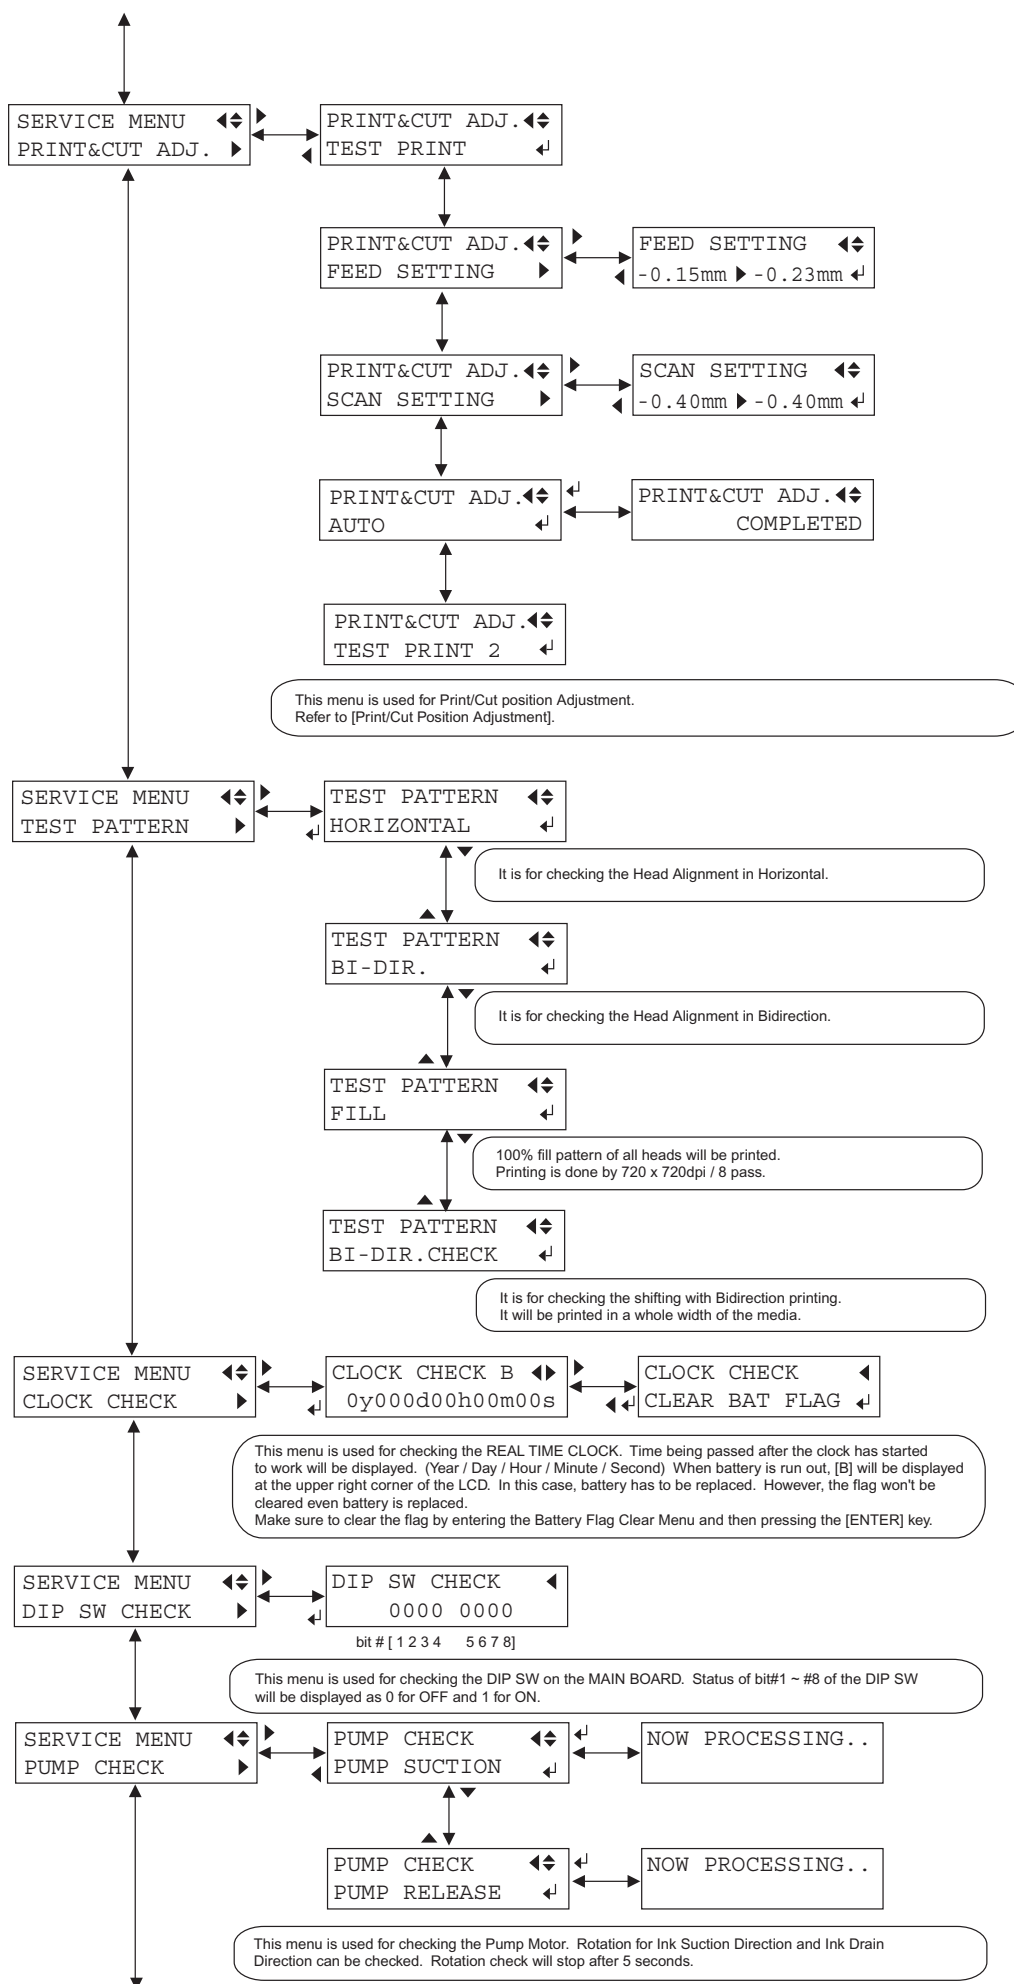 SERVICE MENU
PRINT&CUT ADJ.
PRINT&CUT ADJ.
TEST PRINT
PRINT&CUT ADJ.
FEED SETTING
FEED SETTING
-0.15mm -0.23mm
PRINT&CUT ADJ.
SCAN SETTING
SCAN SETTING
-0.40mm -0.40mm
PRINT&CUT ADJ.
AUTO
PRINT&CUT ADJ.
COMPLETED
PRINT&CUT ADJ.
TEST PRINT 2
This menu is used for Print/Cut position Adjustment.
Refer to [Print/Cut Position Adjustment].
SERVICE MENU
TEST PATTERN
TEST PATTERN
HORIZONTAL
It is for checking the Head Alignment in Horizontal.
TEST PATTERN
BI-DIR.
It is for checking the Head Alignment in Bidirection.
TEST PATTERN
FILL
100% fill pattern of all heads will be printed.
Printing is done by 720 x 720dpi / 8 pass.
TEST PATTERN
BI-DIR.CHECK
It is for checking the shifting with Bidirection printing.
It will be printed in a whole width of the media.
SERVICE MENU
CLOCK CHECK
CLOCK CHECK B
0y000d00h00m00s
CLOCK CHECK
CLEAR BAT FLAG
This menu is used for checking the REAL TIME CLOCK. Time being passed after the clock has started
to work will be displayed. (Year / Day / Hour / Minute / Second) When battery is run out, [B] will be displayed
at the upper right corner of the LCD. In this case, battery has to be replaced. However, the flag won't be
cleared even battery is replaced.
Make sure to clear the flag by entering the Battery Flag Clear Menu and then pressing the [ENTER] key.
SERVICE MENU
DIP SW CHECK
DIP SW CHECK
0000 0000
bit # [ 1 2 3 4 5 6 7 8]
This menu is used for checking the DIP SW on the MAIN BOARD. Status of bit#1 ~ #8 of the DIP SW
will be displayed as 0 for OFF and 1 for ON.
SERVICE MENU
PUMP CHECK
PUMP CHECK
PUMP SUCTION
NOW PROCESSING..
PUMP CHECK
PUMP RELEASE
NOW PROCESSING..
This menu is used for checking the Pump Motor. Rotation for Ink Suction Direction and Ink Drain
Direction can be checked. Rotation check will stop after 5 seconds.